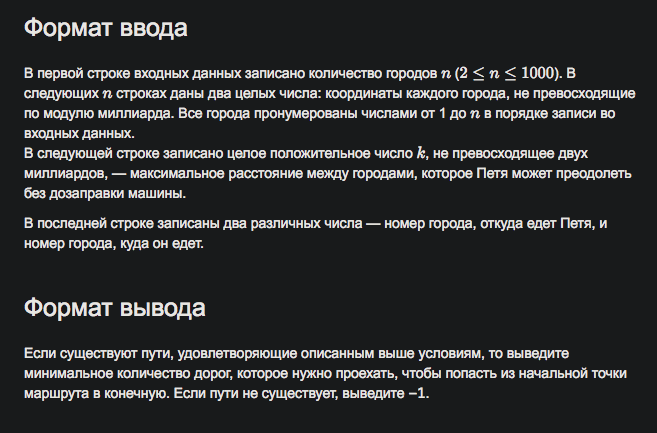 Формат ввода
В первой строке входных данных записано количество городов n (2 ≤ n ≤ 1000). В
следующих n строках даны два целых числа: координаты каждого города, не превосходящие
по модулю миллиарда. Все города пронумерованы числами от 1 до n в порядке записи во
входных данных.
В следующей строке записано целое положительное число k, не превосходящее двух
миллиардов, — максимальное расстояние между городами, которое Петя может преодолеть
без дозаправки машины.
В последней строке записаны два различных числа — номер города, откуда едет Петя, и
номер города, куда он едет.
Формат вывода
Если существуют пути, удовлетворяющие описанным выше условиям, то выведите
минимальное количество дорог, которое нужно проехать, чтобы попасть из начальной точки
маршрута в конечную. Если пути не существует, выведите −1.